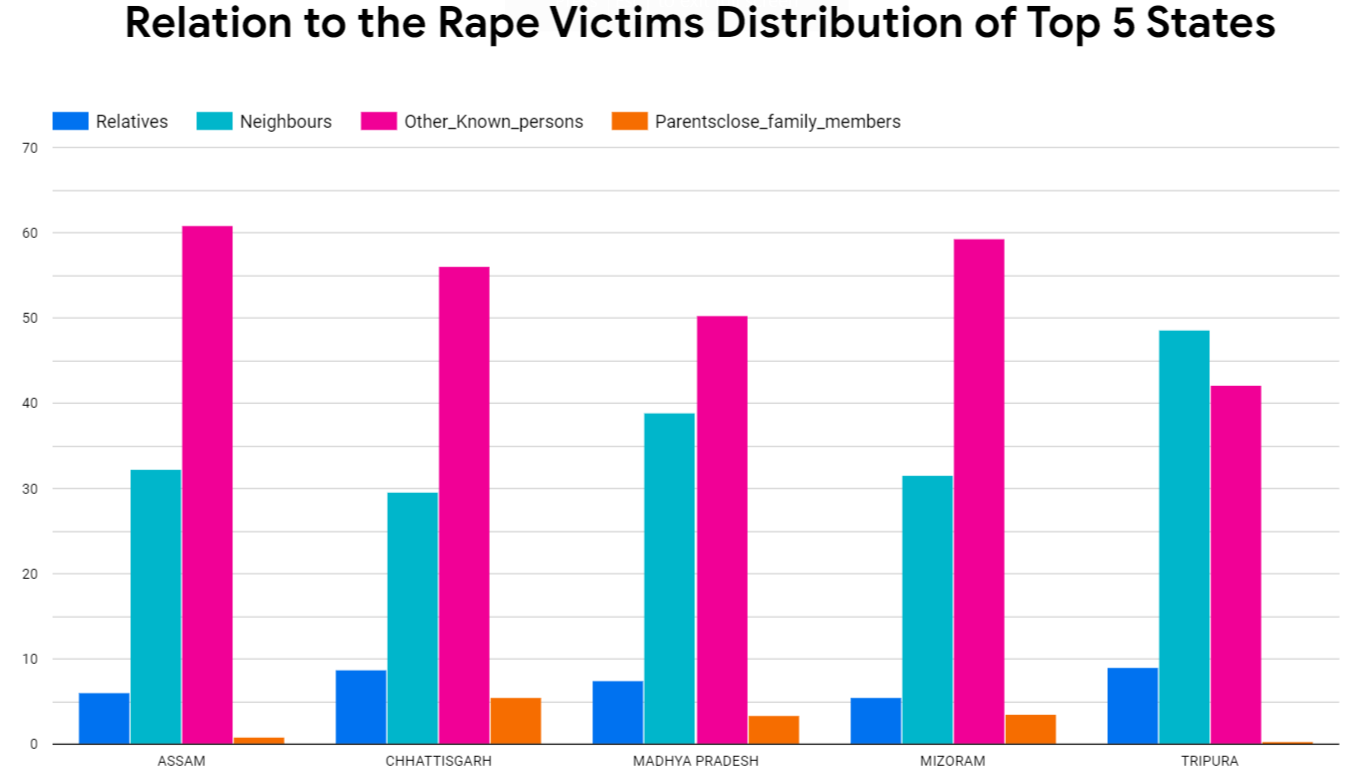 Relation to the Rape Victims Distribution of Top 5 States
Relatives Neighbours Other_Known_persons Parentsclose_family_members
70
60
50
40
30
20
10
0
ASSAM CHHATTISGARH MADHYA PRADESH MIZORAM TRIPURA